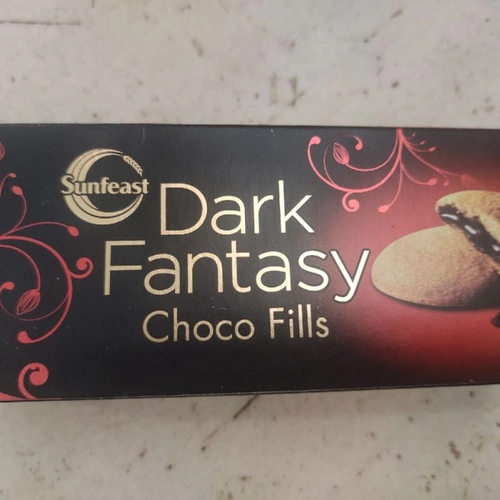 Sunfeast
Dark
Fantasy
Choco Fills